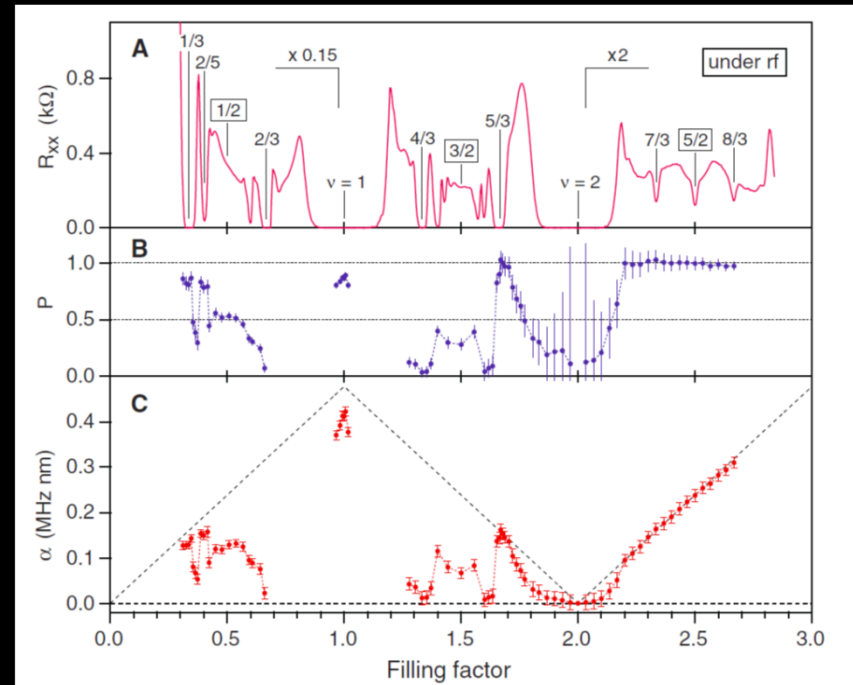 A
1/3
x 0.15
x2
under rf
2/5
1/2
2/3
4/3
3/2
5/3
7/3
5/2
8/3
ν = 1
ν = 2
R_xx (kΩ)
0.8
0.4
0.0
B
P
1.0
0.5
0.0
C
α (MHz nm)
0.4
0.3
0.2
0.1
0.0
0.0 0.5 1.0 1.5 2.0 2.5 3.0
Filling factor